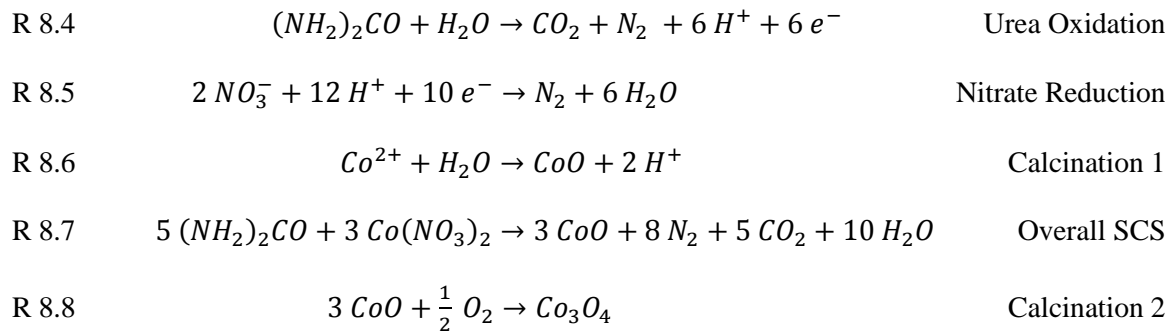 R 8.4 (NH₂)₂CO + H₂O → CO₂ + N₂ + 6 H⁺ + 6 e⁻ Urea Oxidation
R 8.5 2 NO₃⁻ + 12 H⁺ + 10 e⁻ → N₂ + 6 H₂O Nitrate Reduction
R 8.6 Co²⁺ + H₂O → CoO + 2 H⁺ Calcination 1
R 8.7 5 (NH₂)₂CO + 3 Co(NO₃)₂ → 3 CoO + 8 N₂ + 5 CO₂ + 10 H₂O Overall SCS
R 8.8 3 CoO + ½ O₂ → Co₃O₄ Calcination 2